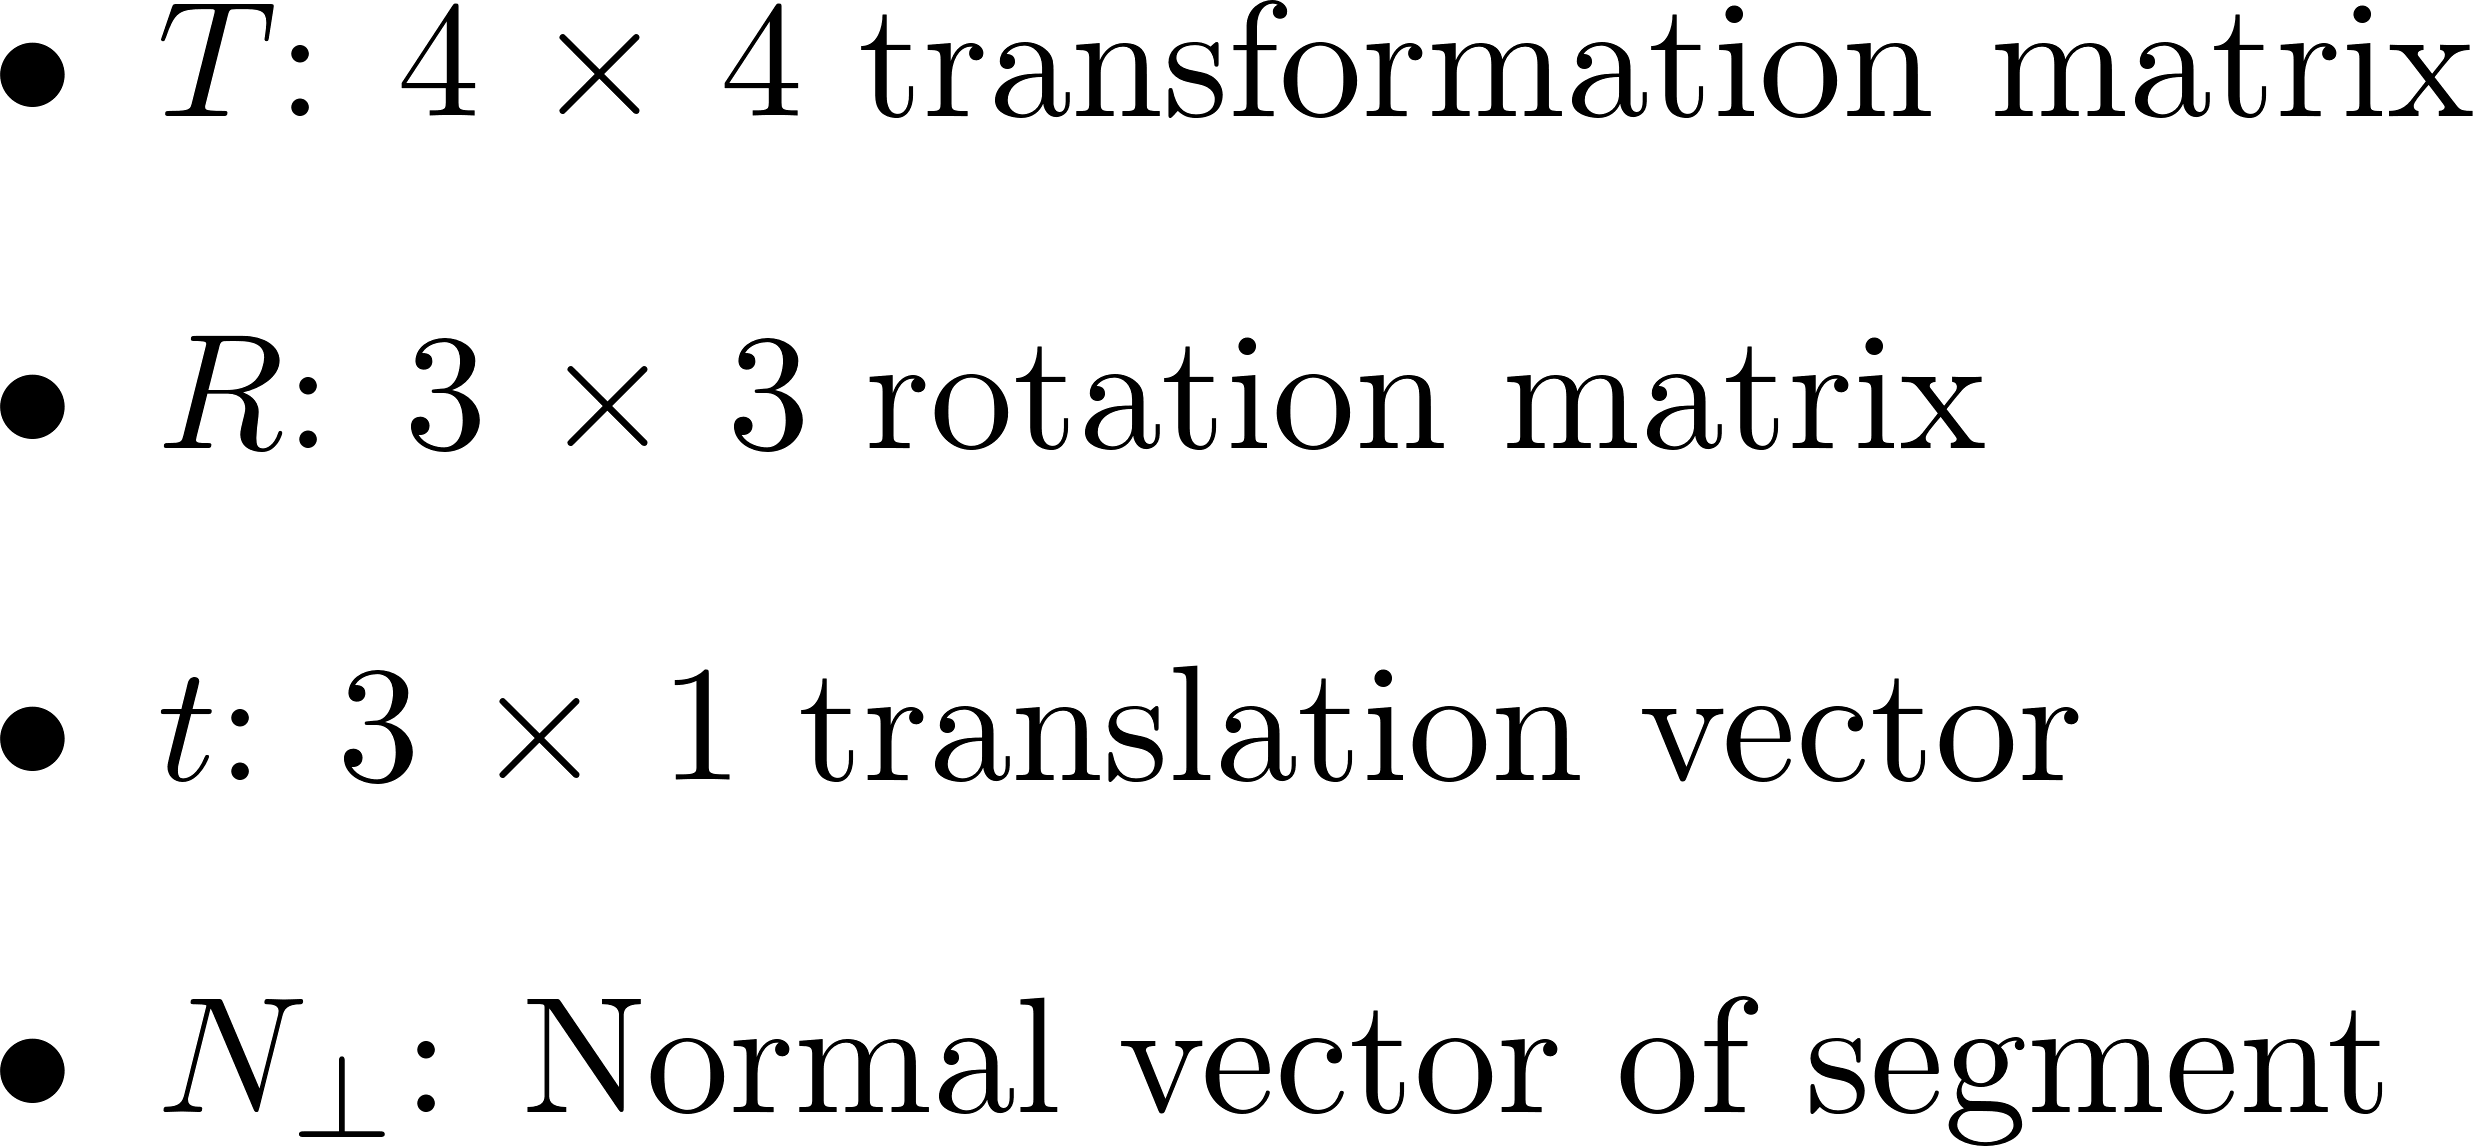 • T: 4 × 4 transformation matrix
• R: 3 × 3 rotation matrix
• t: 3 × 1 translation vector
• N⊥: Normal vector of segment